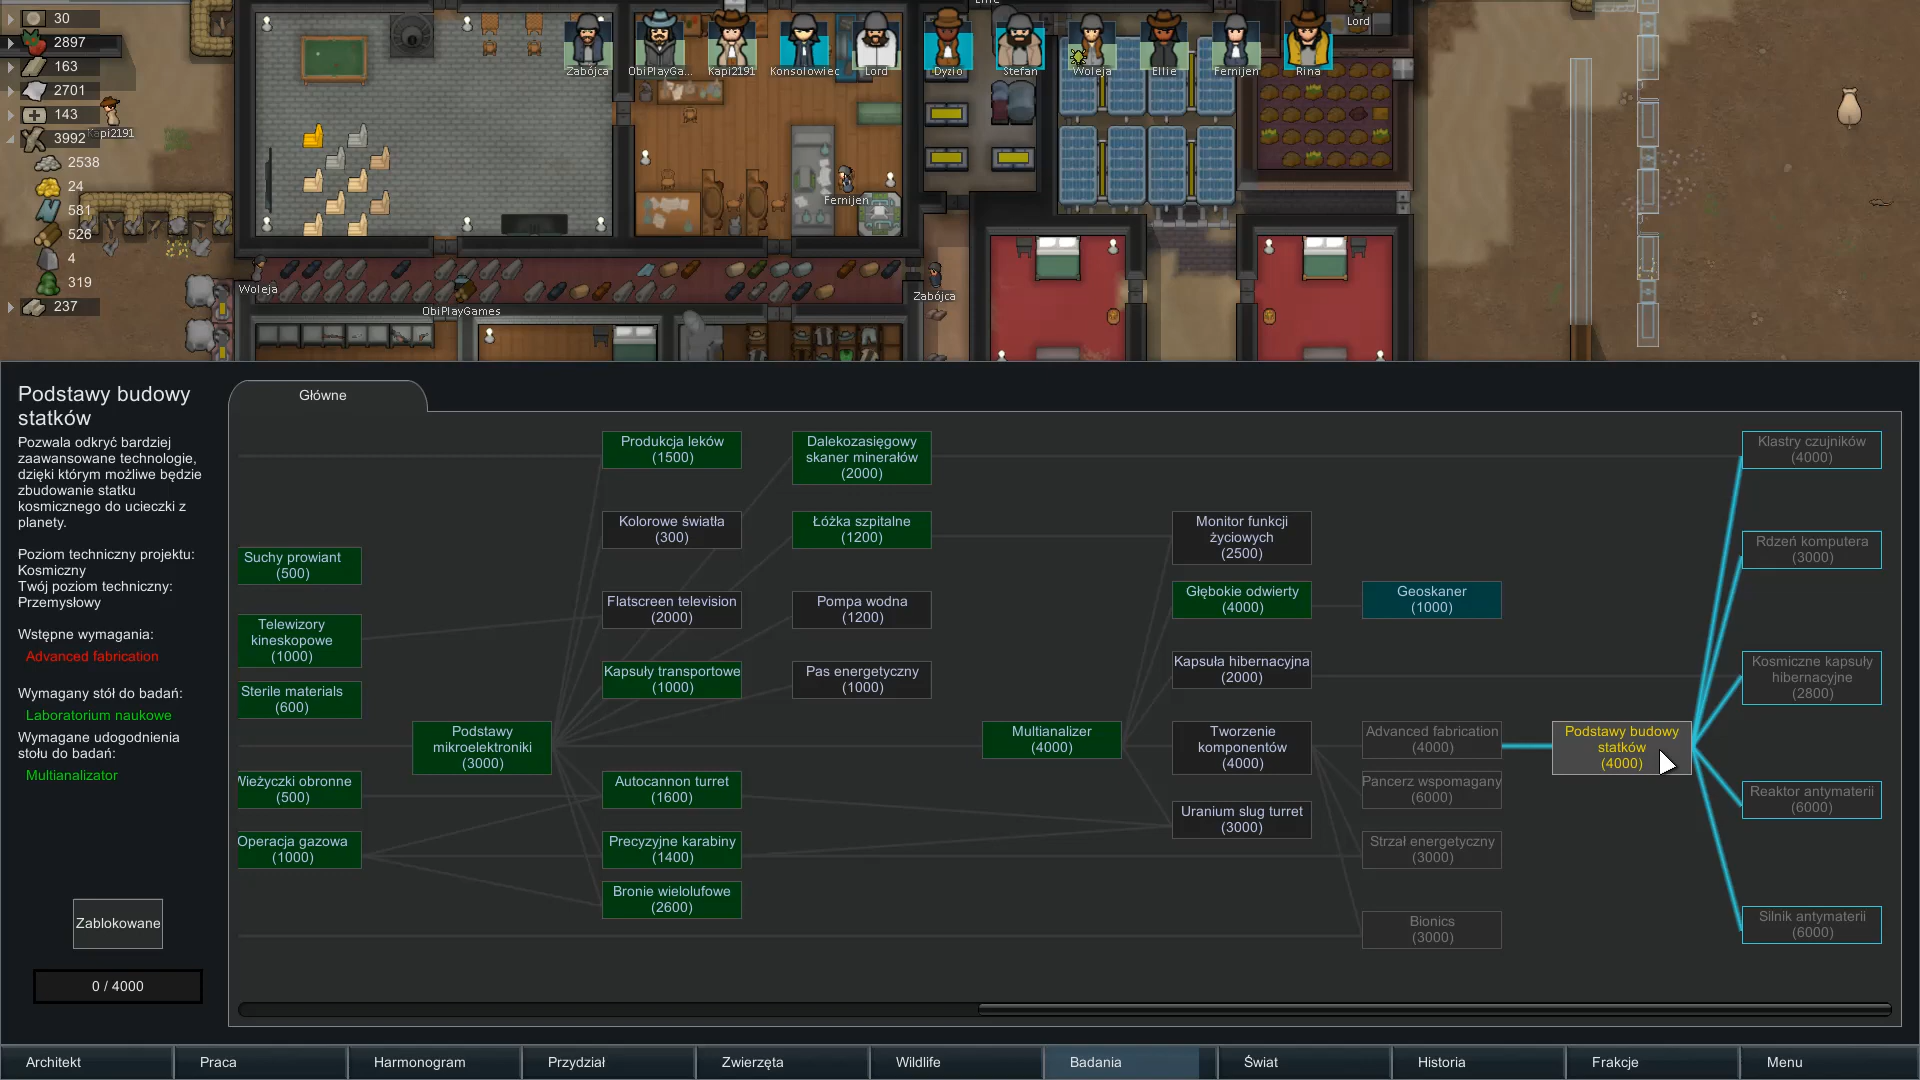 30
2897
163
2701
143
3992
2538
24
581
526
4
319
237
Zabójca
ObiPlayGa...
Kapi2191
Konsolowiec
Lord
Dyzio
Stefan
Woleja
Ellie
Fernijen
Rina
Lord
Fernijen
Woleja
ObiPlayGames
Zabójca
Podstawy budowy
statków
Pozwala odkryć bardziej
zaawansowane technologie,
dzięki którym możliwe będzie
zbudowanie statku
kosmicznego do ucieczki z
planety.
Poziom techniczny projektu:
Kosmiczny
Twój poziom techniczny:
Przemysłowy
Wstępne wymagania:
Advanced fabrication
Wymagany stół do badań:
Laboratorium naukowe
Wymagane udogodnienia
stołu do badań:
Multianalizator
Zablokowane
0 / 4000
Główne
Suchy prowiant
(500)
Telewizory
kineskopowe
(1000)
Sterile materials
(600)
Wieżyczki obronne
(500)
Operacja gazowa
(1000)
Podstawy
mikroelektroniki
(3000)
Produkcja leków
(1500)
Kolorowe światła
(300)
Flatscreen television
(2000)
Kapsuły transportowe
(1000)
Autocannon turret
(1600)
Precyzyjne karabiny
(1400)
Bronie wielolufowe
(2600)
Dalekozasięgowy
skaner minerałów
(2000)
Łóżka szpitalne
(1200)
Pompa wodna
(1200)
Pas energetyczny
(1000)
Multianalizer
(4000)
Monitor funkcji
życiowych
(2500)
Głębokie odwierty
(4000)
Kapsuła hibernacyjna
(2000)
Tworzenie
komponentów
(4000)
Uranium slug turret
(3000)
Geoskaner
(1000)
Advanced fabrication
(4000)
Pancerz wspomagany
(6000)
Strzał energetyczny
(3000)
Bionics
(3000)
Podstawy budowy
statków
(4000)
Klastry czujników
(4000)
Rdzeń komputera
(3000)
Kosmiczne kapsuły
hibernacyjne
(2800)
Reaktor antymaterii
(6000)
Silnik antymaterii
(6000)
Architekt
Praca
Harmonogram
Przydział
Zwierzęta
Wildlife
Badania
Świat
Historia
Frakcje
Menu